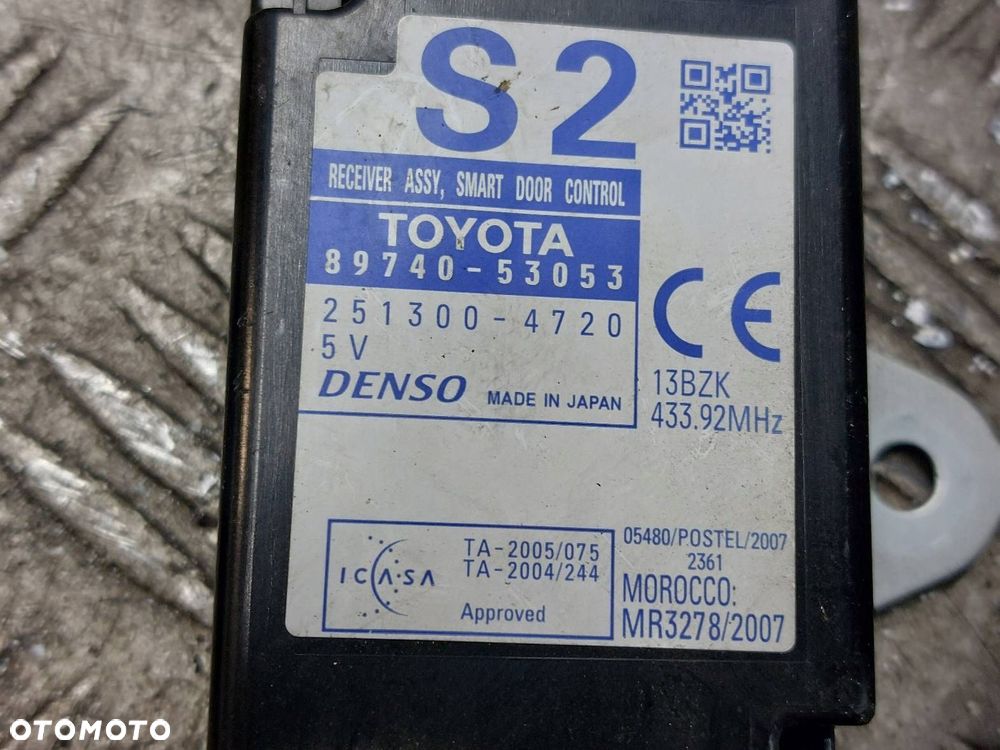 S2
RECEIVER ASSY, SMART DOOR CONTROL
TOYOTA
89740-53053
251300-4720
5V
DENSO MADE IN JAPAN
CE
13BZK
433.92MHz
ICASA
TA-2005/075
TA-2004/244
Approved
05480/POSTEL/2007
2361
MOROCCO:
MR3278/2007
OTOMOTO